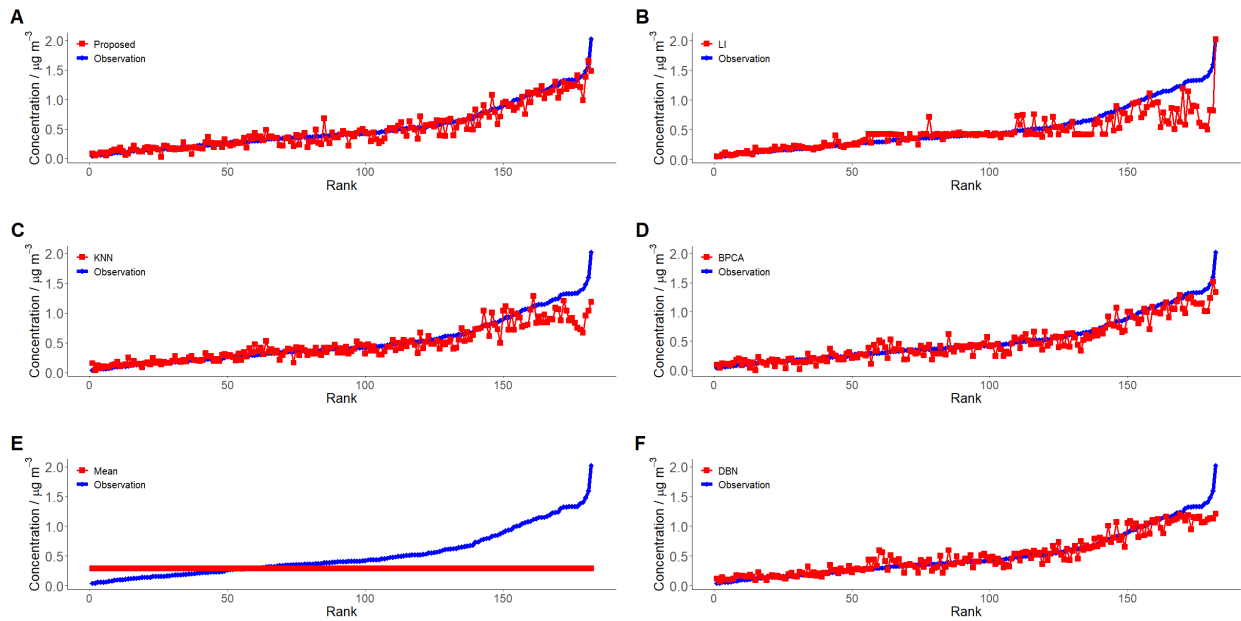 A
Concentration / μg m⁻³
2.0
1.5
1.0
0.5
0.0
Proposed
Observation
0
50
100
150
Rank
B
Concentration / μg m⁻³
2.0
1.5
1.0
0.5
0.0
LI
Observation
0
50
100
150
Rank
C
Concentration / μg m⁻³
2.0
1.5
1.0
0.5
0.0
KNN
Observation
0
50
100
150
Rank
D
Concentration / μg m⁻³
2.0
1.5
1.0
0.5
0.0
BPCA
Observation
0
50
100
150
Rank
E
Concentration / μg m⁻³
2.0
1.5
1.0
0.5
0.0
Mean
Observation
0
50
100
150
Rank
F
Concentration / μg m⁻³
2.0
1.5
1.0
0.5
0.0
DBN
Observation
0
50
100
150
Rank